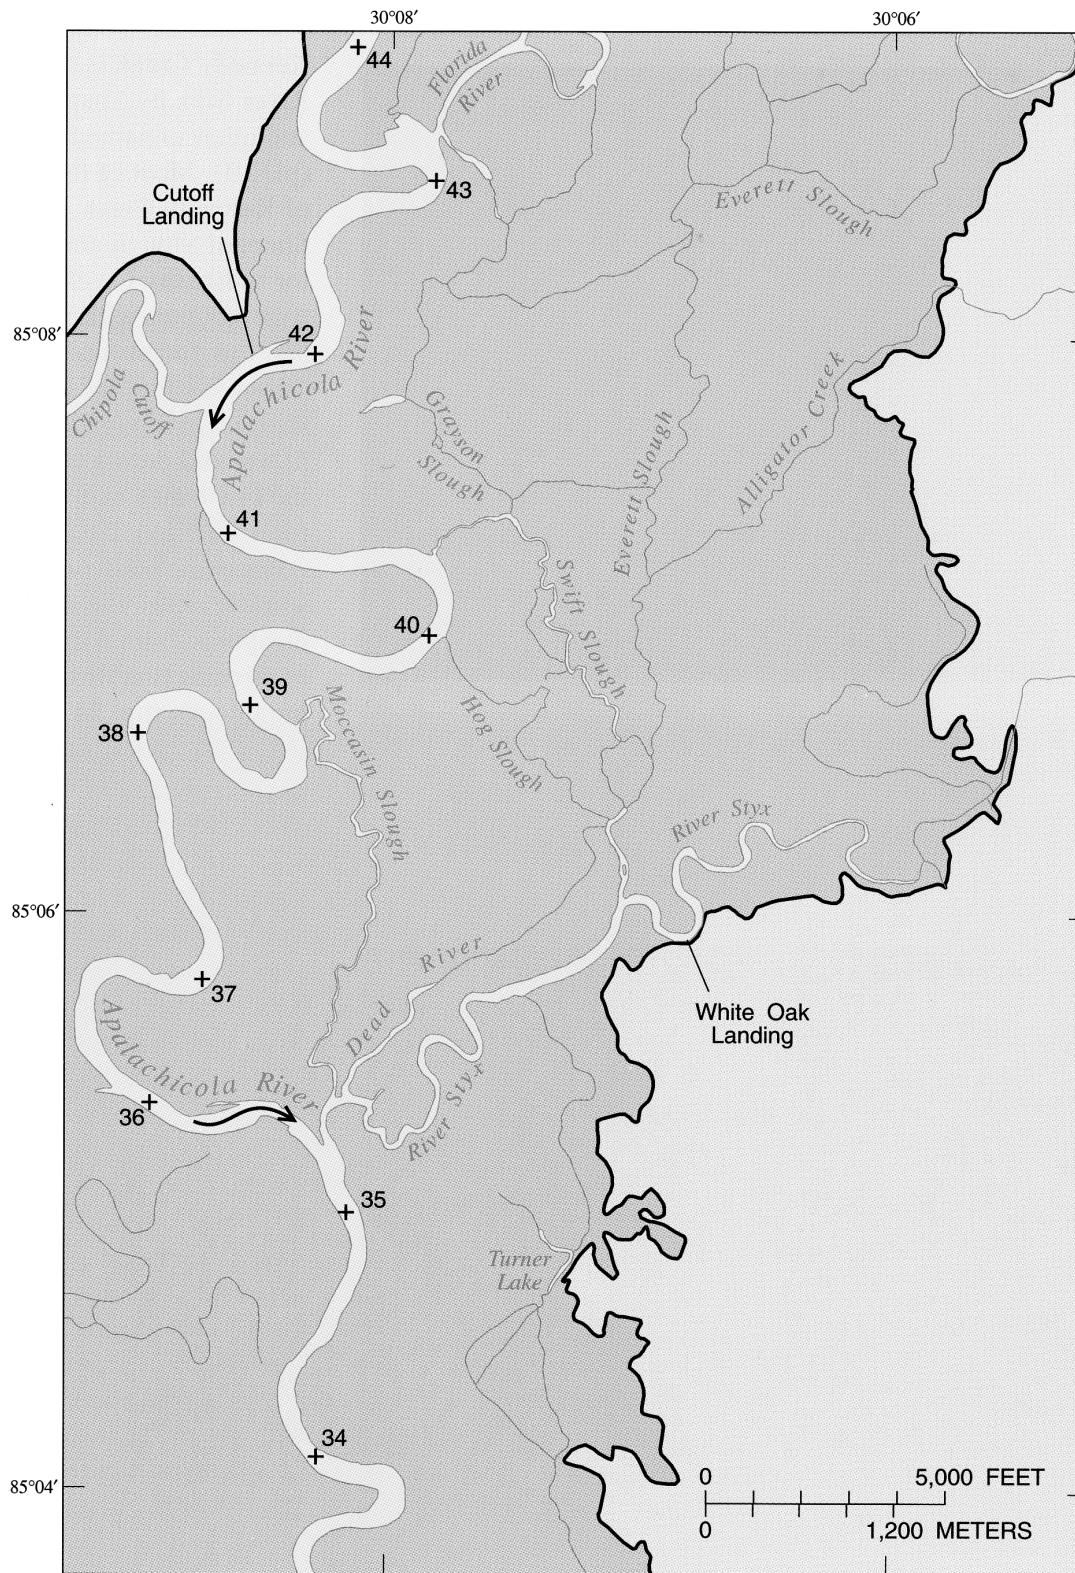 30°08′
30°06′
44
Florida
River
43
Cutoff
Landing
Everett Slough
85°08′
42
Apalachicola River
Chipola
Cutoff
Grayson
Slough
Everett Slough
Alligator Creek
41
Swift Slough
40
39
38
Moccasin Slough
Hog Slough
River Styx
85°06′
Dead River
37
White Oak
Landing
Apalachicola River
River Styx
36
35
Turner
Lake
34
85°04′
0 5,000 FEET
0 1,200 METERS